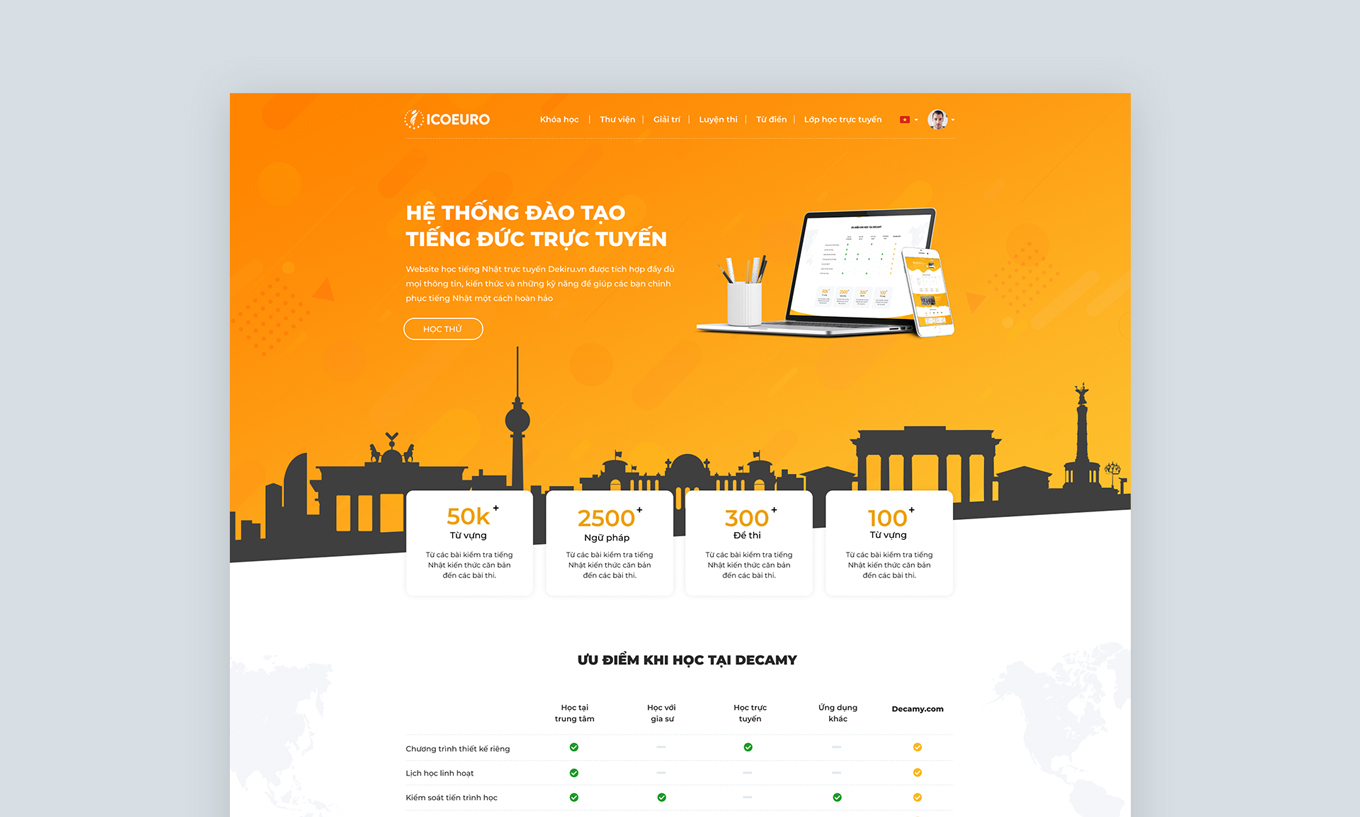 ICOEURO
Khóa học | Thư viện | Giải trí | Luyện thi | Từ điển | Lớp học trực tuyến
HỆ THỐNG ĐÀO TẠO
TIẾNG ĐỨC TRỰC TUYẾN
Website học tiếng Nhật trực tuyến Dekiru.vn được tích hợp đầy đủ
mọi thông tin, kiến thức và những kỹ năng để giúp các bạn chinh
phục tiếng Nhật một cách hoàn hảo
HỌC THỬ
50k+
Từ vựng
Từ các bài kiểm tra tiếng
Nhật kiến thức căn bản
đến các bài thi.
2500+
Ngữ pháp
Từ các bài kiểm tra tiếng
Nhật kiến thức căn bản
đến các bài thi.
300+
Đề thi
Từ các bài kiểm tra tiếng
Nhật kiến thức căn bản
đến các bài thi.
100+
Từ vựng
Từ các bài kiểm tra tiếng
Nhật kiến thức căn bản
đến các bài thi.
ƯU ĐIỂM KHI HỌC TẠI DECAMY
Học tại
trung tâm
Học với
gia sư
Học trực
tuyến
Ứng dụng
khác
Decamy.com
Chương trình thiết kế riêng
Lịch học linh hoạt
Kiểm soát tiến trình học